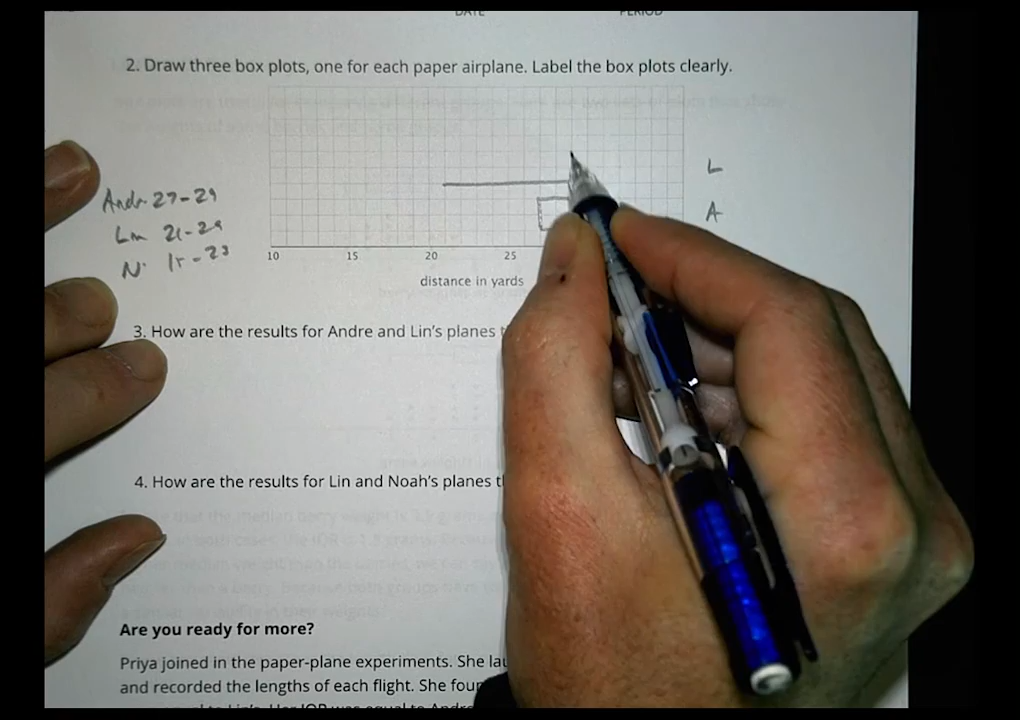 DATE PERIOD
2. Draw three box plots, one for each paper airplane. Label the box plots clearly.
L
Andr 27-29
A
Lin 21-29
N. 15-23
10 15 20 25
distance in yards
3. How are the results for Andre and Lin's planes t
4. How are the results for Lin and Noah's planes t
Are you ready for more?
Priya joined in the paper-plane experiments. She lau
and recorded the lengths of each flight. She foun